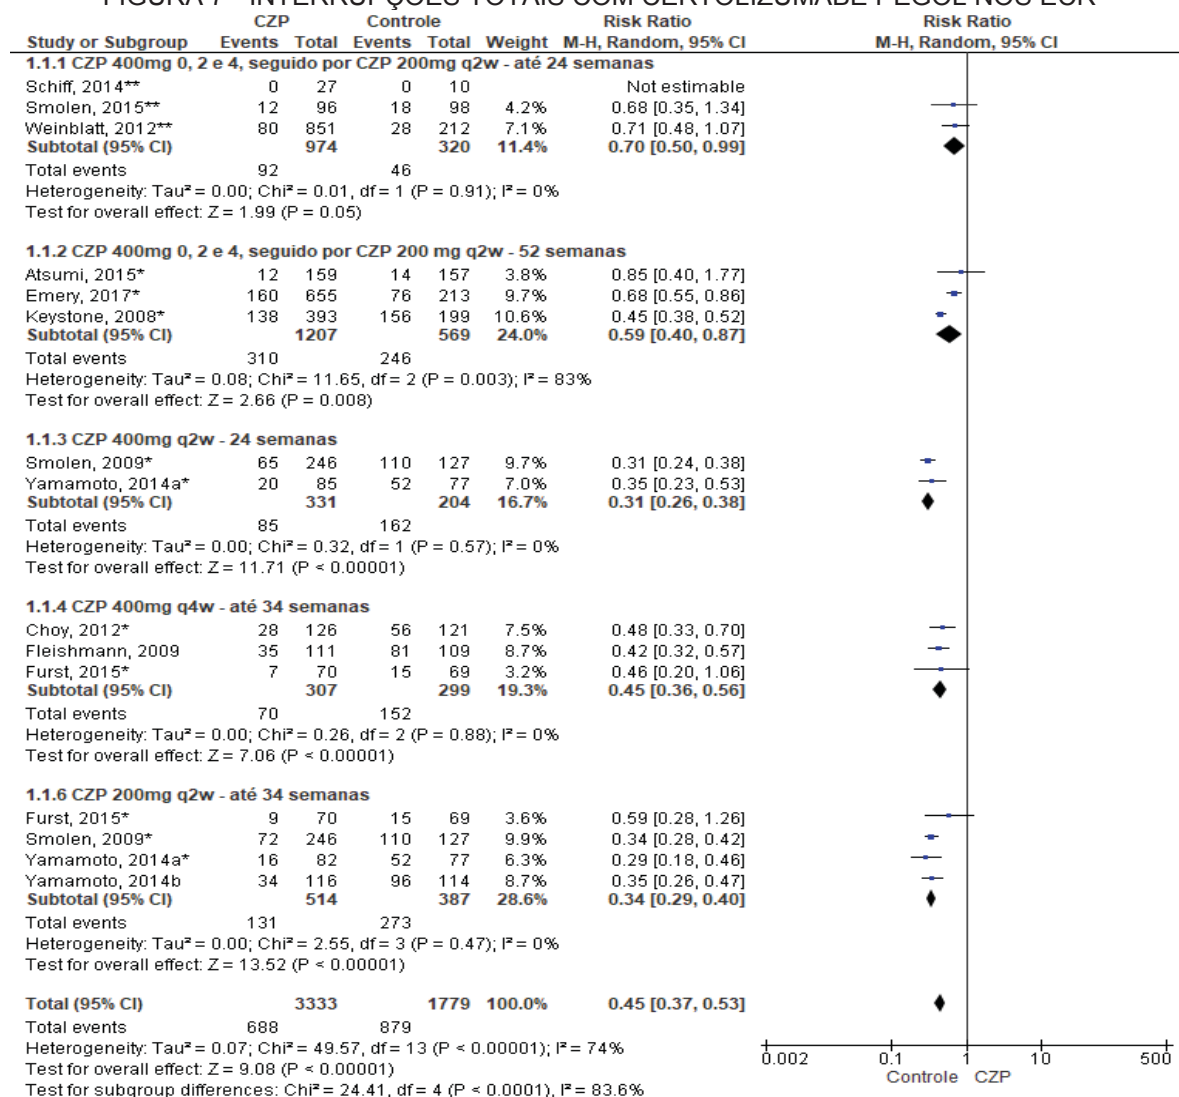 FIGURA 7 - INTERRUPÇÕES TOTAIS COM CERTOLIZUMABE PEGOL NOS ECR
CZP Controle Risk Ratio Risk Ratio
Study or Subgroup Events Total Events Total Weight M-H, Random, 95% CI M-H, Random, 95% CI
1.1.1 CZP 400mg 0, 2 e 4, seguido por CZP 200mg q2w - até 24 semanas
Schiff, 2014** 0 27 0 10 Not estimable
Smolen, 2015** 12 96 18 98 4.2% 0.68 [0.35, 1.34]
Weinblatt, 2012** 80 851 28 212 7.1% 0.71 [0.48, 1.07]
Subtotal (95% CI) 974 320 11.4% 0.70 [0.50, 0.99]
Total events 92 46
Heterogeneity: Tau² = 0.00; Chi² = 0.01, df = 1 (P = 0.91); I² = 0%
Test for overall effect: Z = 1.99 (P = 0.05)
1.1.2 CZP 400mg 0, 2 e 4, seguido por CZP 200 mg q2w - 52 semanas
Atsumi, 2015* 12 159 14 157 3.8% 0.85 [0.40, 1.77]
Emery, 2017* 160 655 76 213 9.7% 0.68 [0.55, 0.86]
Keystone, 2008* 138 393 156 199 10.6% 0.45 [0.38, 0.52]
Subtotal (95% CI) 1207 569 24.0% 0.59 [0.40, 0.87]
Total events 310 246
Heterogeneity: Tau² = 0.08; Chi² = 11.65, df = 2 (P = 0.003); I² = 83%
Test for overall effect: Z = 2.66 (P = 0.008)
1.1.3 CZP 400mg q2w - 24 semanas
Smolen, 2009* 65 246 110 127 9.7% 0.31 [0.24, 0.38]
Yamamoto, 2014a* 20 85 52 77 7.0% 0.35 [0.23, 0.53]
Subtotal (95% CI) 331 204 16.7% 0.31 [0.26, 0.38]
Total events 85 162
Heterogeneity: Tau² = 0.00; Chi² = 0.32, df = 1 (P = 0.57); I² = 0%
Test for overall effect: Z = 11.71 (P < 0.00001)
1.1.4 CZP 400mg q4w - até 34 semanas
Choy, 2012* 28 126 56 121 7.5% 0.48 [0.33, 0.70]
Fleishmann, 2009 35 111 81 109 8.7% 0.42 [0.32, 0.57]
Furst, 2015* 7 70 15 69 3.2% 0.46 [0.20, 1.06]
Subtotal (95% CI) 307 299 19.3% 0.45 [0.36, 0.56]
Total events 70 152
Heterogeneity: Tau² = 0.00; Chi² = 0.26, df = 2 (P = 0.88); I² = 0%
Test for overall effect: Z = 7.06 (P < 0.00001)
1.1.6 CZP 200mg q2w - até 34 semanas
Furst, 2015* 9 70 15 69 3.6% 0.59 [0.28, 1.26]
Smolen, 2009* 72 246 110 127 9.9% 0.34 [0.28, 0.42]
Yamamoto, 2014a* 16 82 52 77 6.3% 0.29 [0.18, 0.46]
Yamamoto, 2014b 34 116 96 114 8.7% 0.35 [0.26, 0.47]
Subtotal (95% CI) 514 387 28.6% 0.34 [0.29, 0.40]
Total events 131 273
Heterogeneity: Tau² = 0.00; Chi² = 2.55, df = 3 (P = 0.47); I² = 0%
Test for overall effect: Z = 13.52 (P < 0.00001)
Total (95% CI) 3333 1779 100.0% 0.45 [0.37, 0.53]
Total events 688 879
Heterogeneity: Tau² = 0.07; Chi² = 49.57, df = 13 (P < 0.00001); I² = 74%
Test for overall effect: Z = 9.08 (P < 0.00001)
Test for subgroup differences: Chi² = 24.41, df = 4 (P < 0.0001), I² = 83.6%
0.002 0.1 1 10 500
Controle CZP